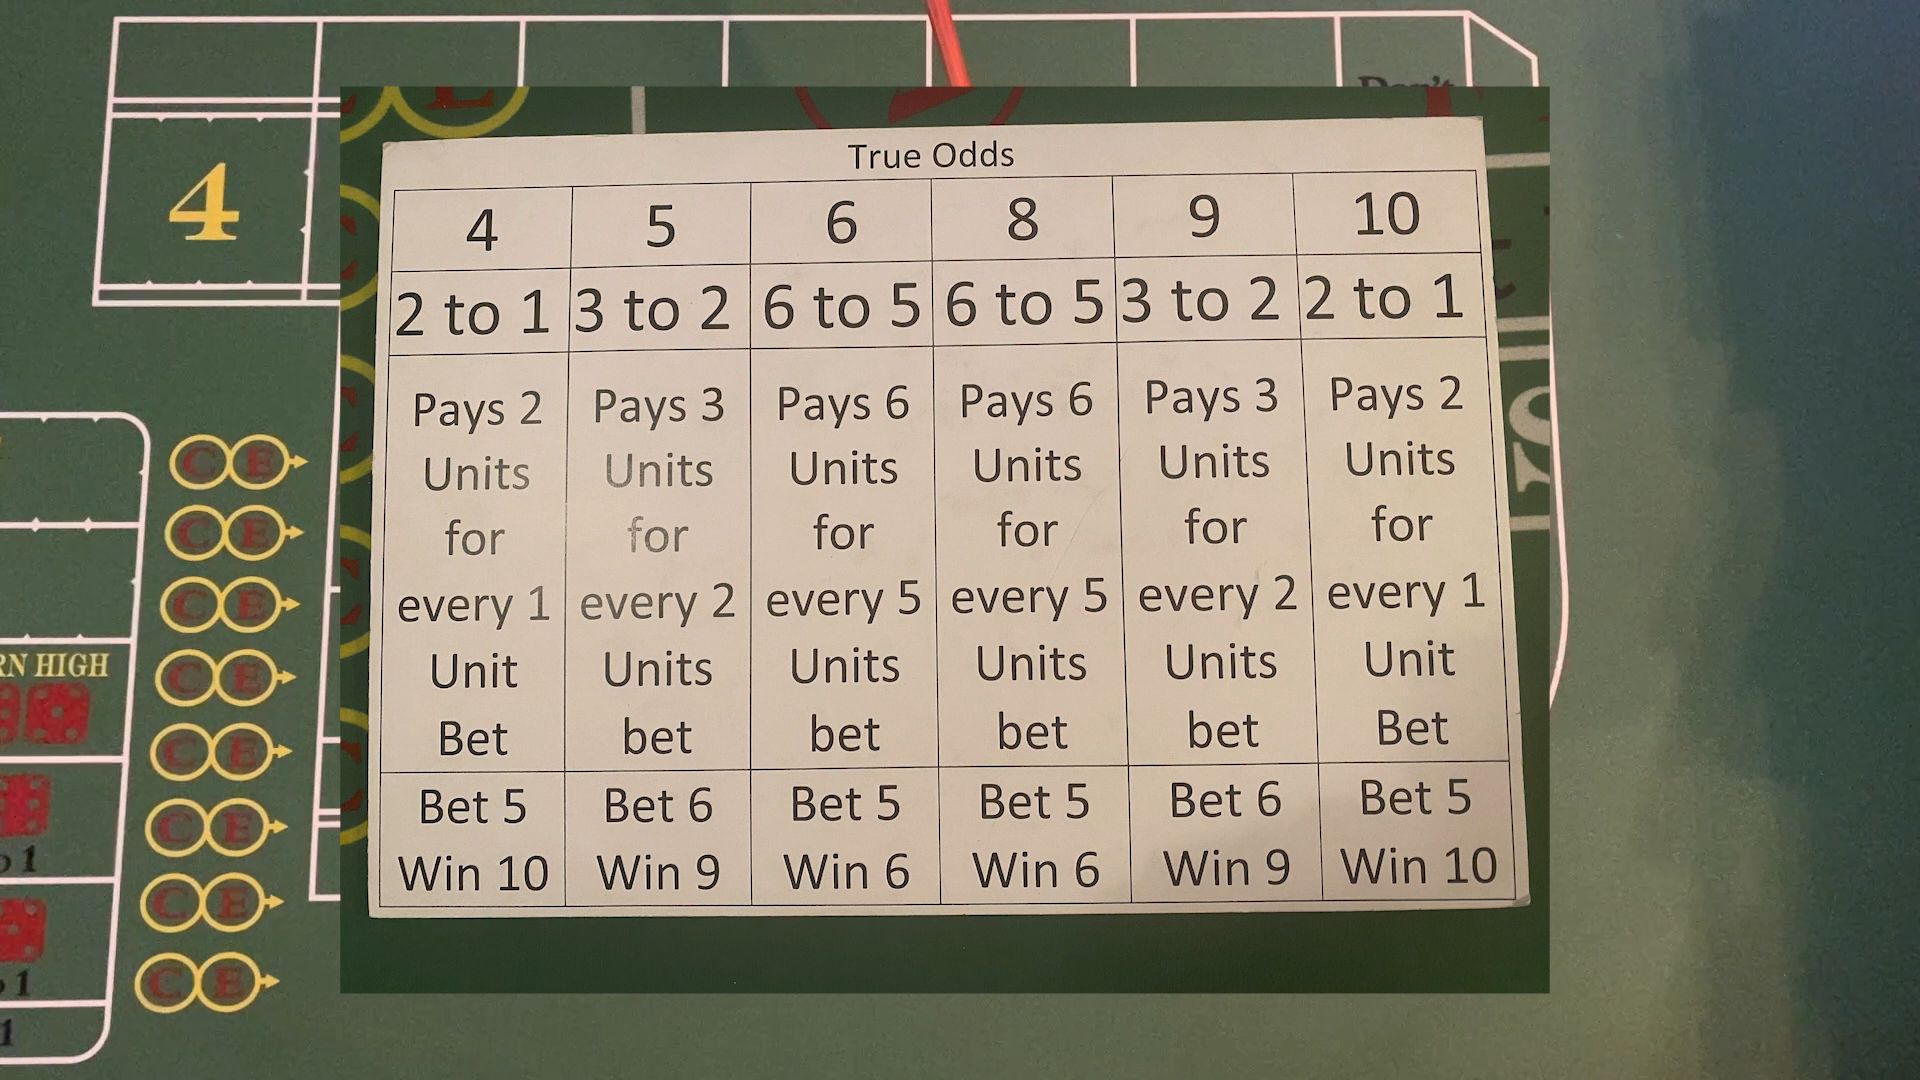 True Odds
4 5 6 8 9 10
2 to 1 3 to 2 6 to 5 6 to 5 3 to 2 2 to 1
Pays 2 Pays 3 Pays 6 Pays 6 Pays 3 Pays 2
Units Units Units Units Units Units
for for for for for for
every 1 every 2 every 5 every 5 every 2 every 1
Unit Units Units Units Units Unit
Bet bet bet bet bet Bet
Bet 5 Bet 6 Bet 5 Bet 5 Bet 6 Bet 5
Win 10 Win 9 Win 6 Win 6 Win 9 Win 10
4
C E
C E
C E
RN HIGH
C E
C E
C E
1
C E
1
C E
1